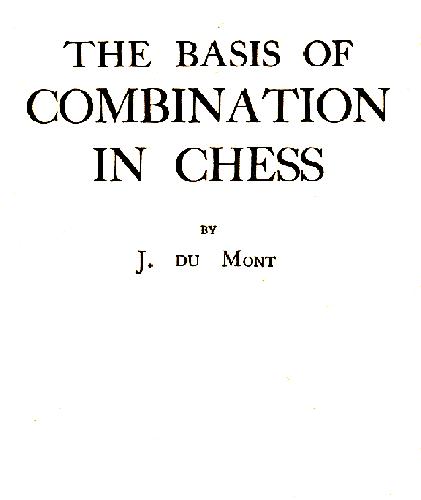 THE BASIS OF
COMBINATION
IN CHESS
BY
J. DU MONT